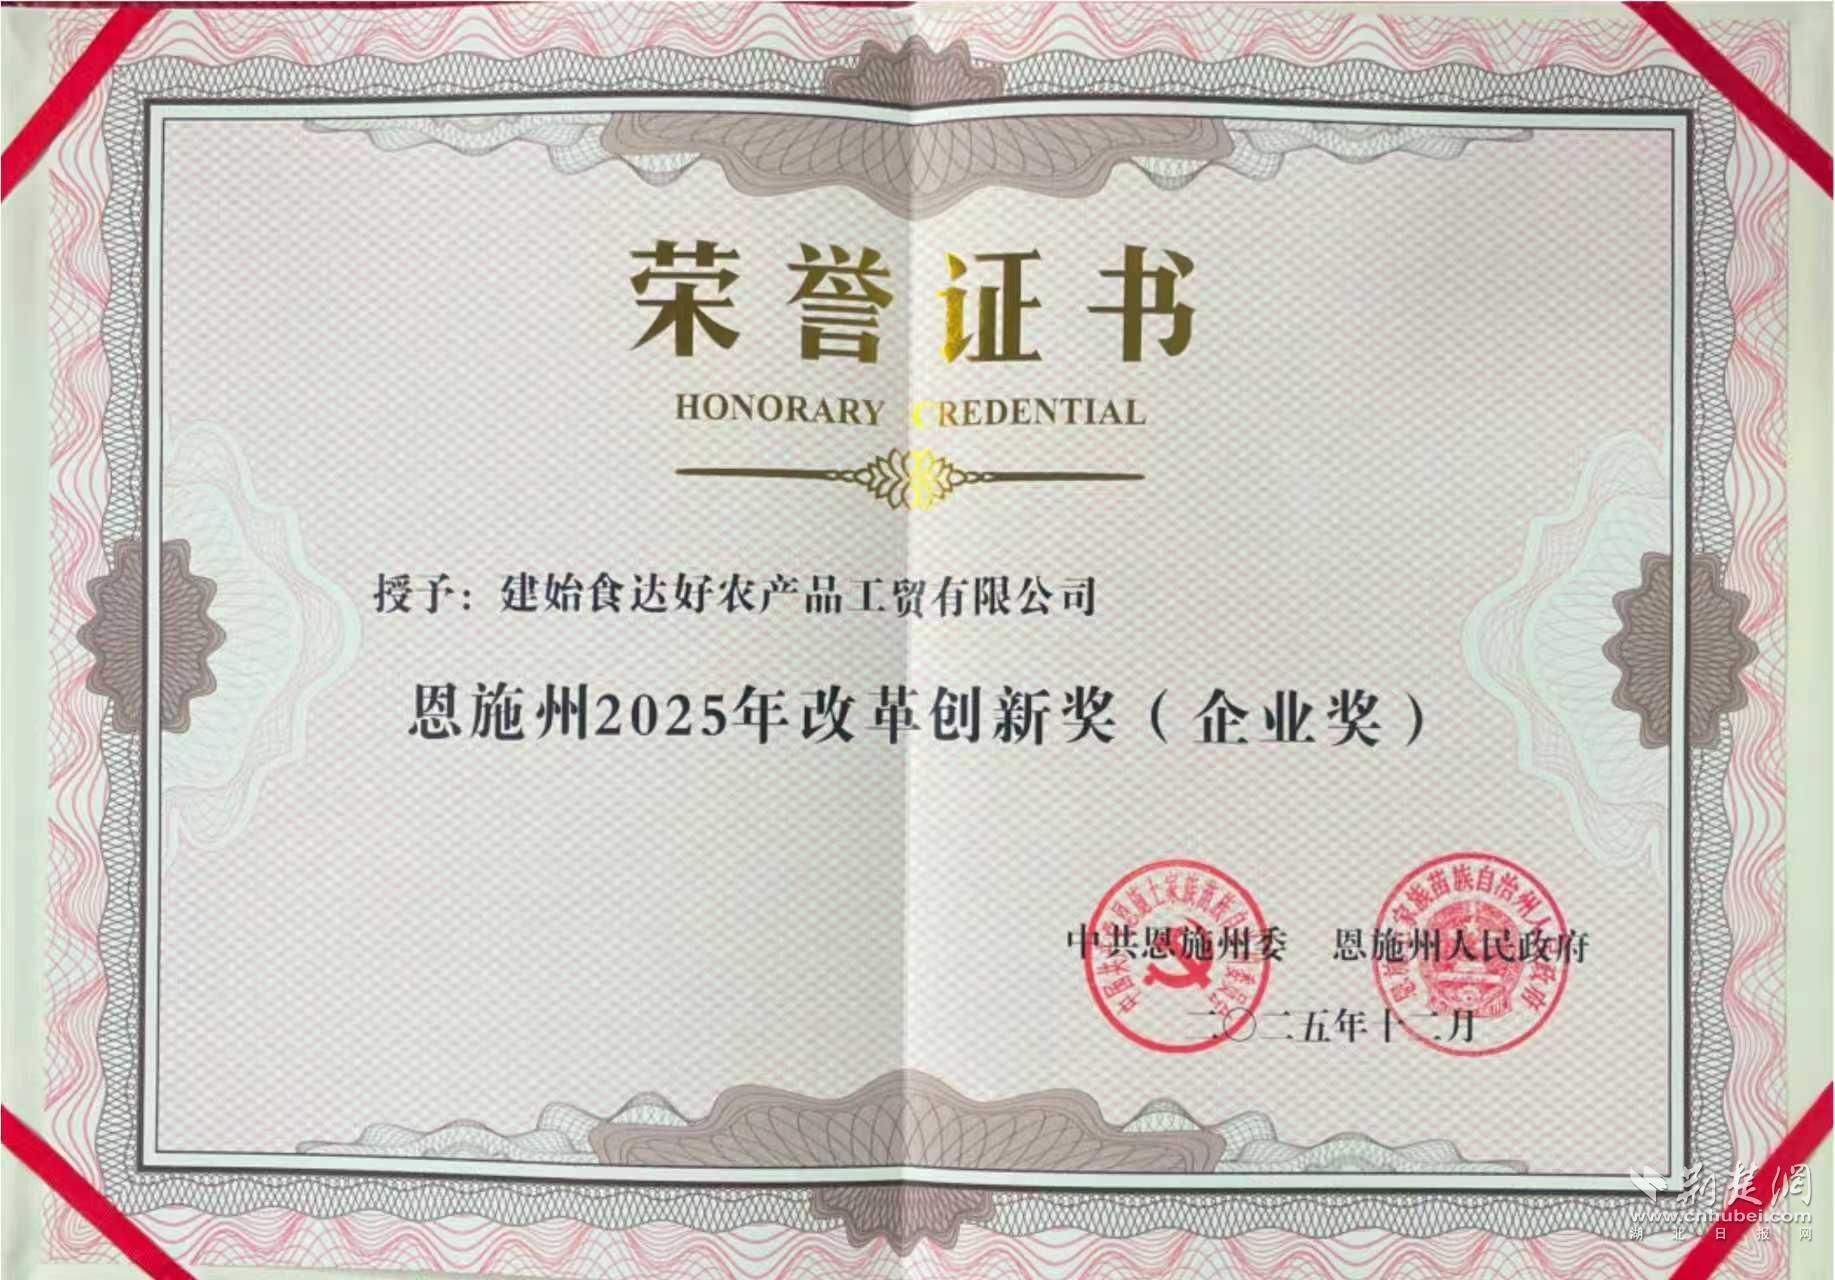 荣誉证书
HONORARY CREDENTIAL
授予：建始食达好农产品工贸有限公司
恩施州2025年改革创新奖（企业奖）
中共恩施州委 恩施州人民政府
二〇二五年十二月
荆楚网
www.cnhubei.com
湖北日报网